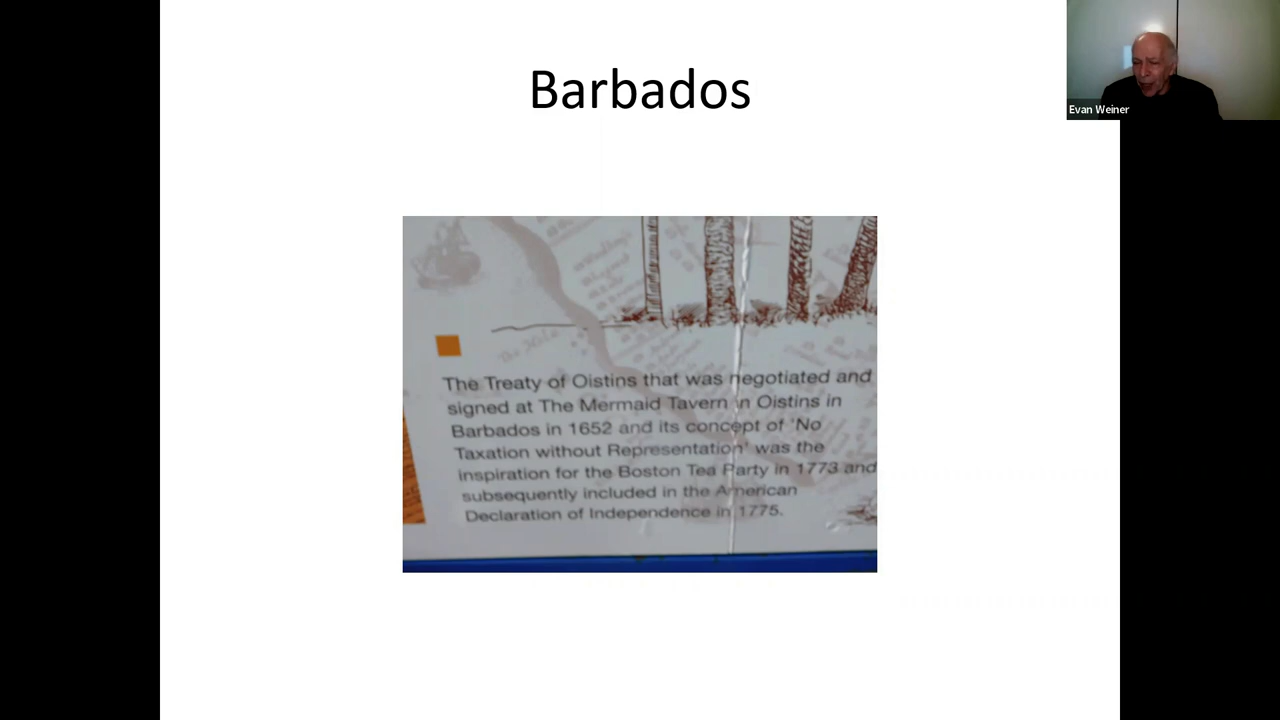 Barbados
Evan Weiner
The Treaty of Oistins that was negotiated and
signed at The Mermaid Tavern in Oistins in
Barbados in 1652 and its concept of 'No
Taxation without Representation' was the
inspiration for the Boston Tea Party in 1773 and
subsequently included in the American
Declaration of Independence in 1775.